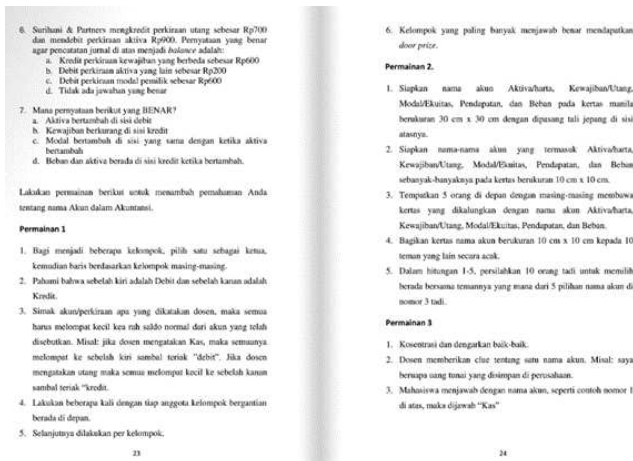 6. Surihani & Partners mengkredit perkiraan utang sebesar Rp700
dan mendebit perkiraan aktiva Rp900. Pernyataan yang benar
agar pencatatan jurnal di atas menjadi balance adalah:
a. Kredit perkiraan kewajiban yang berbeda sebesar Rp600
b. Debit perkiraan aktiva yang lain sebesar Rp200
c. Debit perkiraan modal pemilik sebesar Rp600
d. Tidak ada jawaban yang benar
7. Mana pernyataan berikut yang BENAR?
a. Aktiva bertambah di sisi debit
b. Kewajiban berkurang di sisi kredit
c. Modal bertambah di sisi yang sama dengan ketika aktiva
bertambah
d. Beban dan aktiva berada di sisi kredit ketika bertambah.
Lakukan permainan berikut untuk menambah pemahaman Anda
tentang nama Akun dalam Akuntansi.
Permainan 1
1. Bagi menjadi beberapa kelompok, pilih satu sebagai ketua,
kemudian baris berdasarkan kelompok masing-masing.
2. Pahami bahwa sebelah kiri adalah Debit dan sebelah kanan adalah
Kredit.
3. Simak akun/perkiraan apa yang dikatakan dosen, maka semua
harus melompat kecil kea rah saldo normal dari akun yang telah
disebutkan. Misal: jika dosen mengatakan Kas, maka semuanya
melompat ke sebelah kiri sambal teriak "debit". Jika dosen
mengatakan utang maka semua melompat kecil ke sebelah kanan
sambal teriak "kredit.
4. Lakukan beberapa kali dengan tiap anggota kelompok bergantian
berada di depan.
5. Selanjutnya dilakukan per kelompok.
23
6. Kelompok yang paling banyak menjawab benar mendapatkan
door prize.
Permainan 2.
1. Siapkan nama akun Aktiva/harta, Kewajiban/Utang,
Modal/Ekuitas, Pendapatan, dan Beban pada kertas manila
berukuran 30 cm x 30 cm dengan dipasang tali jepang di sisi
atasnya.
2. Siapkan nama-nama akun yang termasuk Aktiva/harta,
Kewajiban/Utang, Modal/Ekuitas, Pendapatan, dan Beban
sebanyak-banyaknya pada kertas berukuran 10 cm x 10 cm.
3. Tempatkan 5 orang di depan dengan masing-masing membawa
kertas yang dikalungkan dengan nama akun Aktiva/harta,
Kewajiban/Utang, Modal/Ekuitas, Pendapatan, dan Beban.
4. Bagikan kertas nama akun berukuran 10 cm x 10 cm kepada 10
teman yang lain secara acak.
5. Dalam hitungan 1-5, persilahkan 10 orang tadi untuk memilih
berada bersama temannya yang mana dari 5 pilihan nama akun di
nomor 3 tadi.
Permainan 3
1. Kosentrasi dan dengarkan baik-baik.
2. Dosen memberikan clue tentang satu nama akun. Misal: saya
berupa uang tunai yang disimpan di perusahaan.
3. Mahasiswa menjawab dengan nama akun, seperti contoh nomor 1
di atas, maka dijawab "Kas"
24